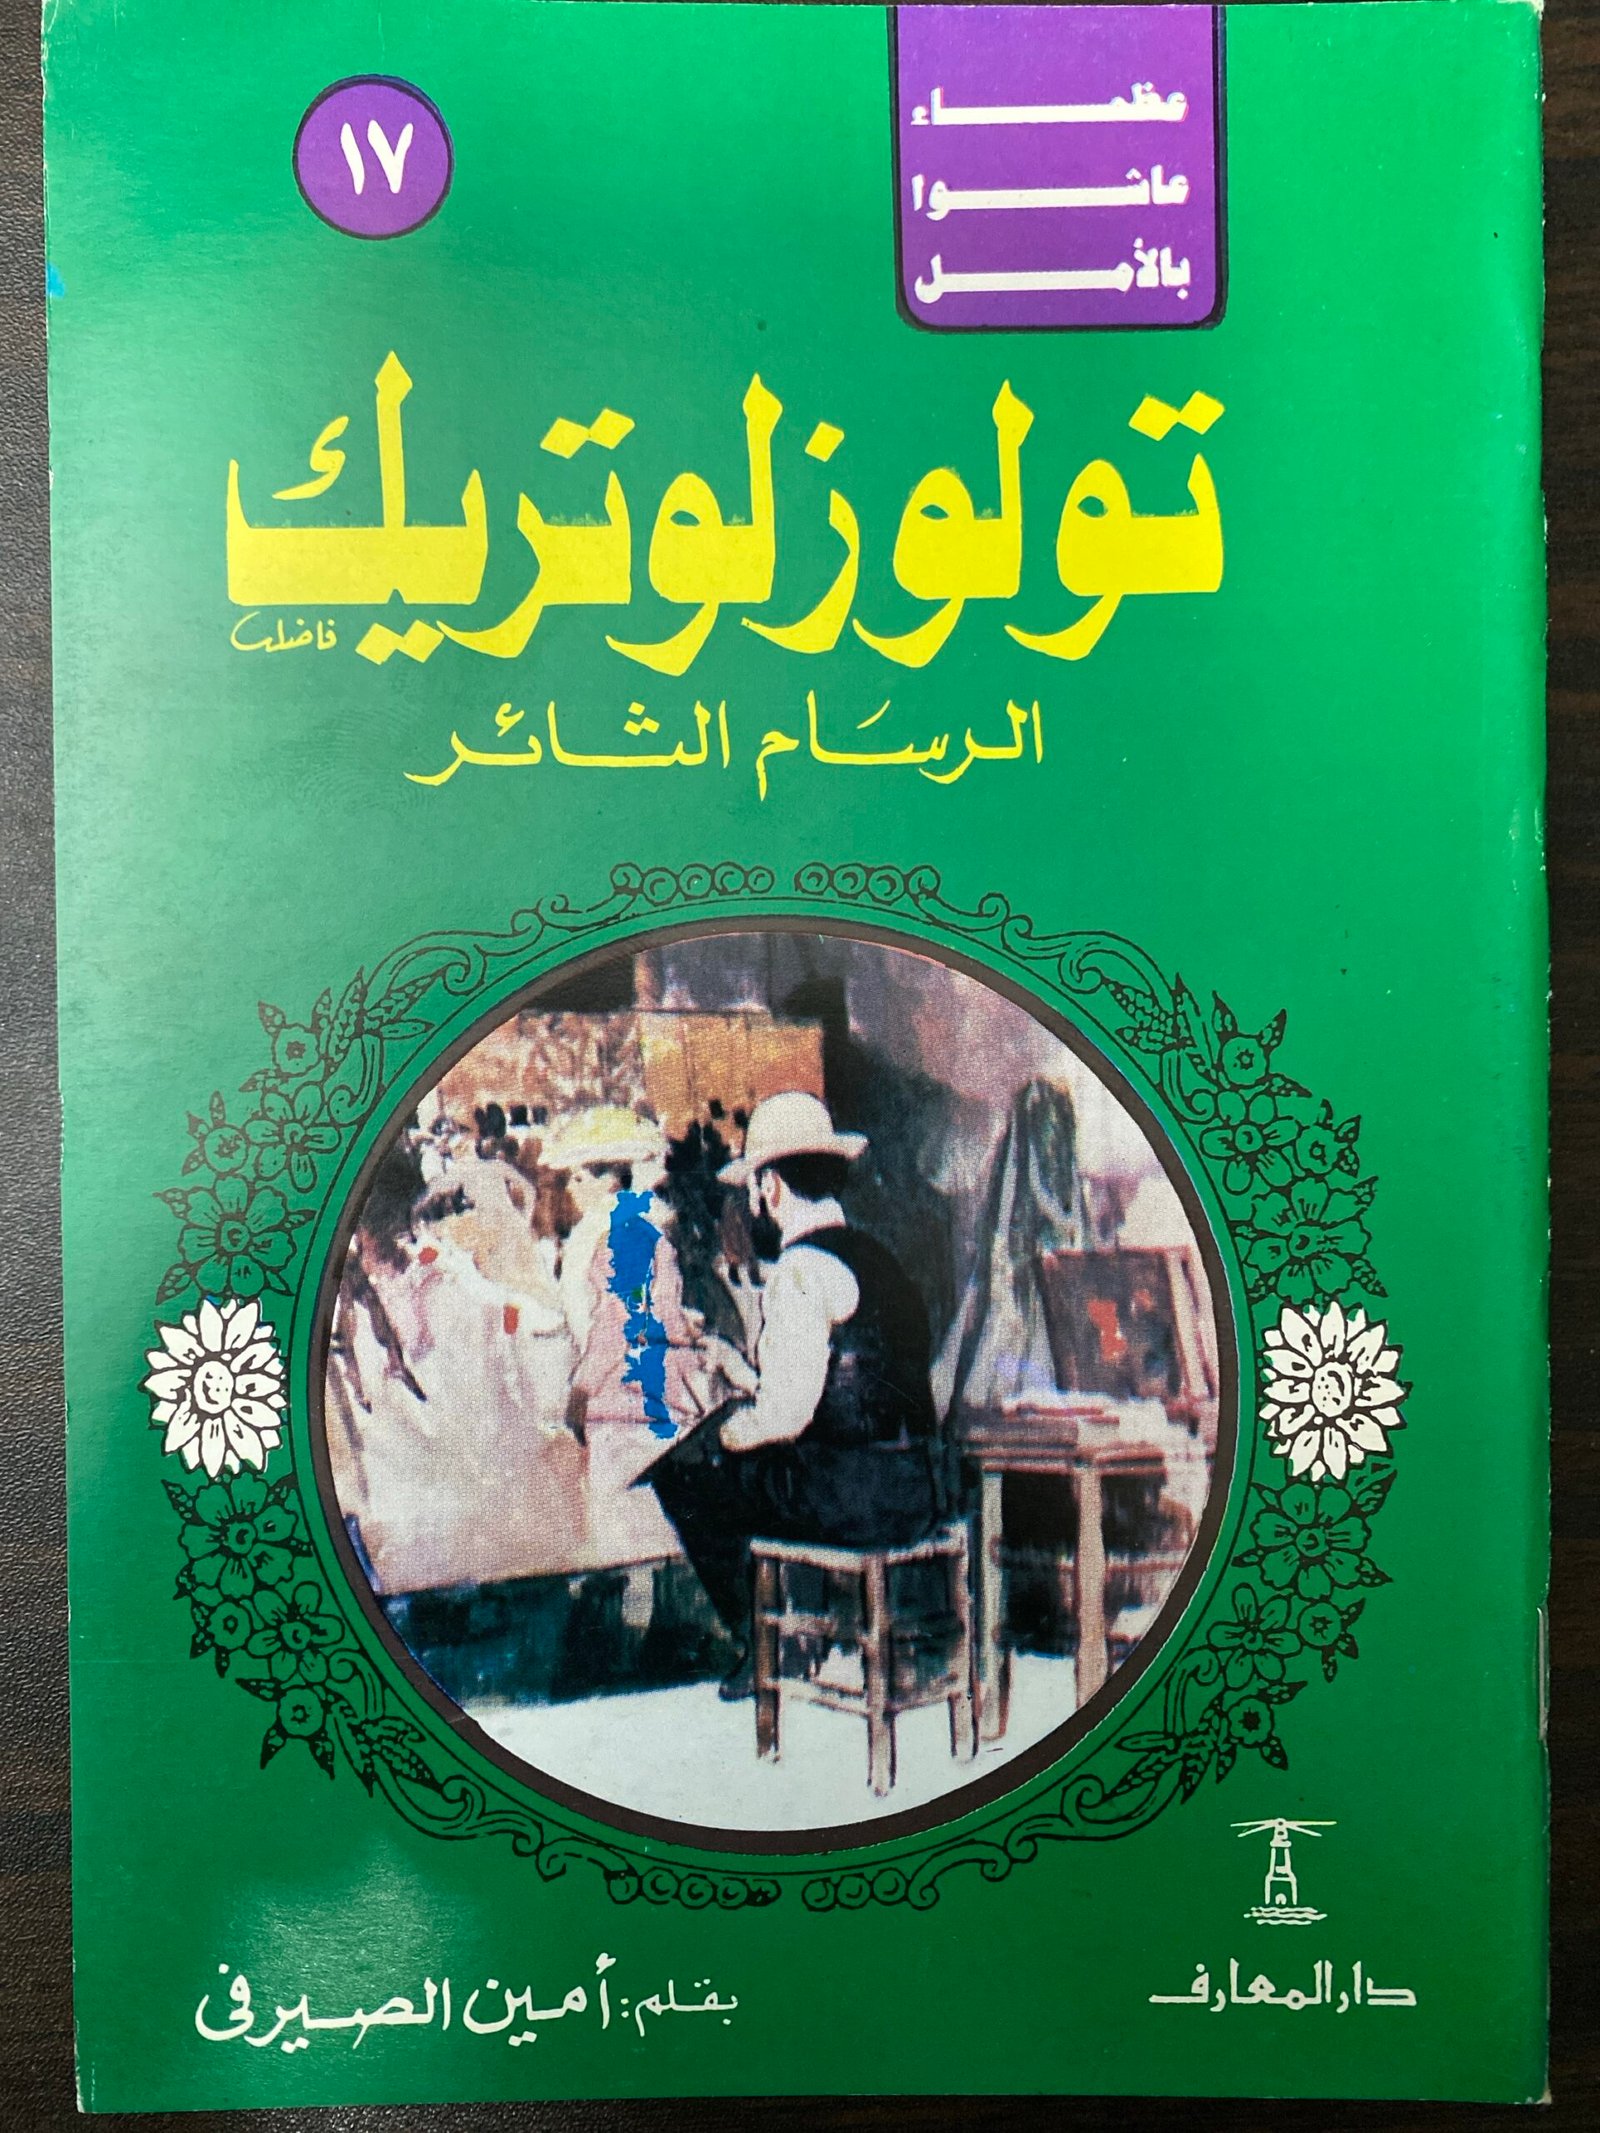 عظماء
عاشوا
بالأمل
١٧
تولوزلوتريك
فاضل
الرسام الثائر
دار المعارف
بقلم: أمين الصيرفى